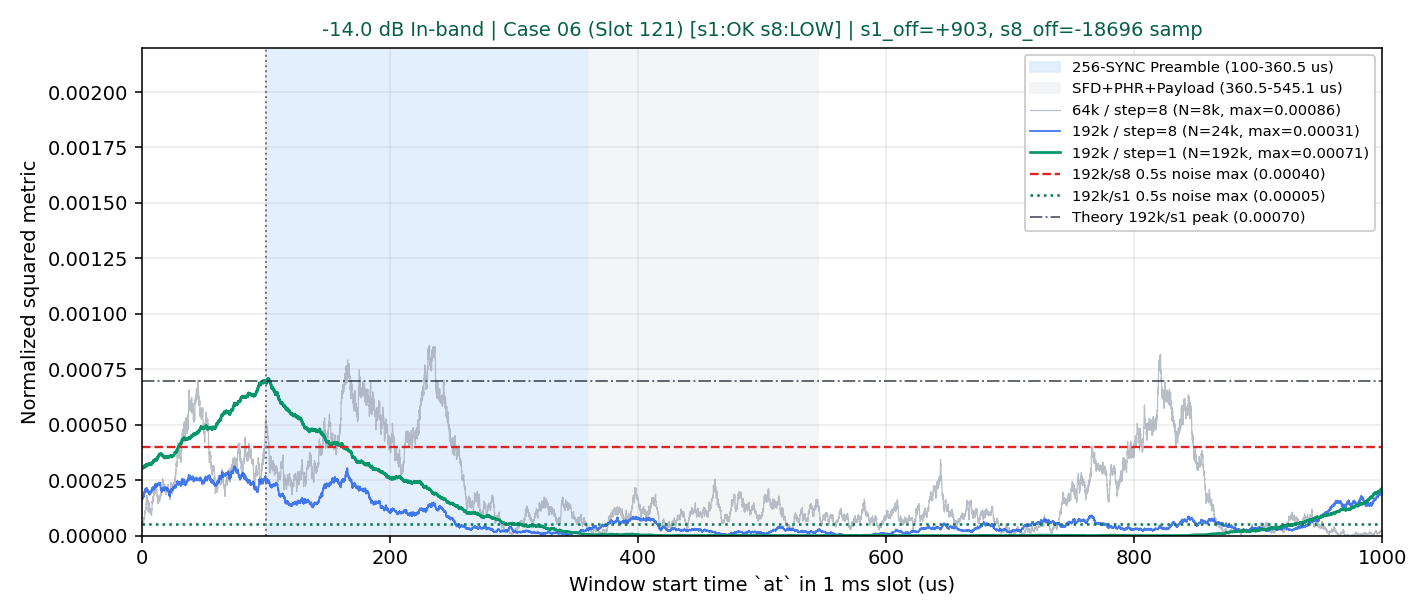 -14.0 dB In-band | Case 06 (Slot 121) [s1:OK s8:LOW] | s1_off=+903, s8_off=-18696 samp
Normalized squared metric
0.00200
0.00175
0.00150
0.00125
0.00100
0.00075
0.00050
0.00025
0.00000
256-SYNC Preamble (100-360.5 us)
SFD+PHR+Payload (360.5-545.1 us)
64k / step=8 (N=8k, max=0.00086)
192k / step=8 (N=24k, max=0.00031)
192k / step=1 (N=192k, max=0.00071)
192k/s8 0.5s noise max (0.00040)
192k/s1 0.5s noise max (0.00005)
Theory 192k/s1 peak (0.00070)
0 200 400 600 800 1000
Window start time `at` in 1 ms slot (us)